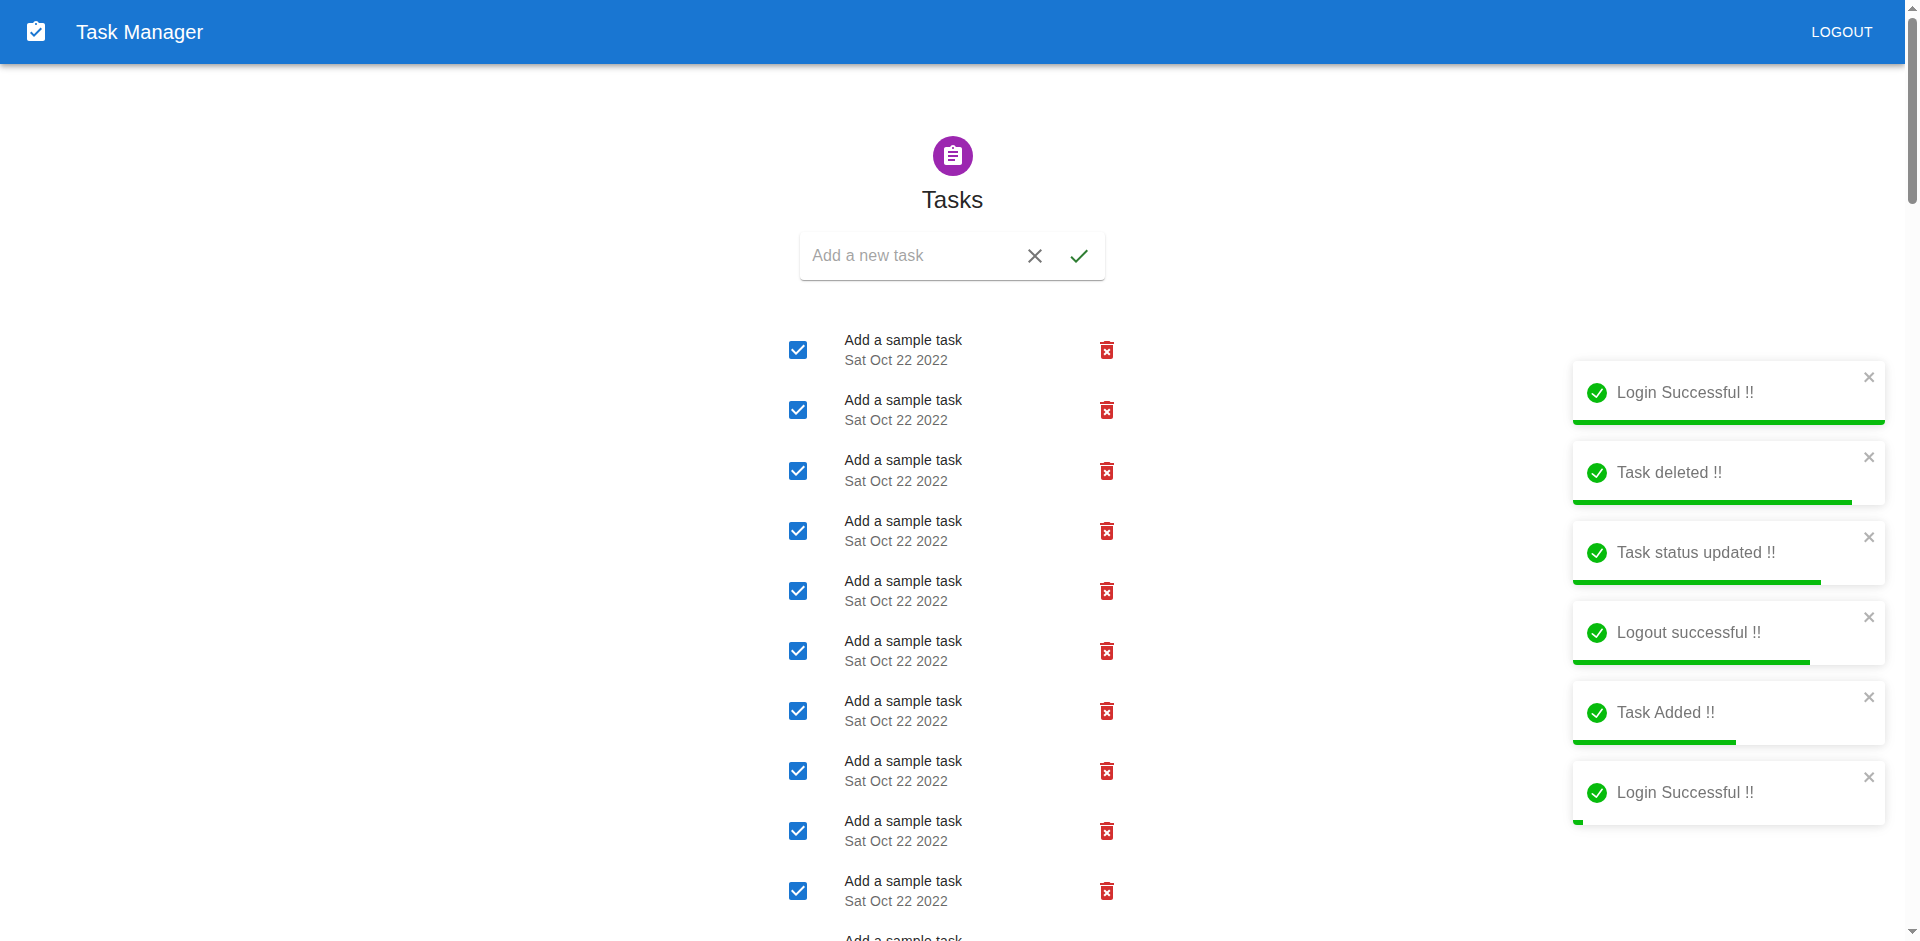 Task Manager
LOGOUT
Tasks
Add a new task
Add a sample task
Sat Oct 22 2022
Add a sample task
Sat Oct 22 2022
Add a sample task
Sat Oct 22 2022
Add a sample task
Sat Oct 22 2022
Add a sample task
Sat Oct 22 2022
Add a sample task
Sat Oct 22 2022
Add a sample task
Sat Oct 22 2022
Add a sample task
Sat Oct 22 2022
Add a sample task
Sat Oct 22 2022
Add a sample task
Sat Oct 22 2022
Add a sample task
Login Successful !!
Task deleted !!
Task status updated !!
Logout successful !!
Task Added !!
Login Successful !!